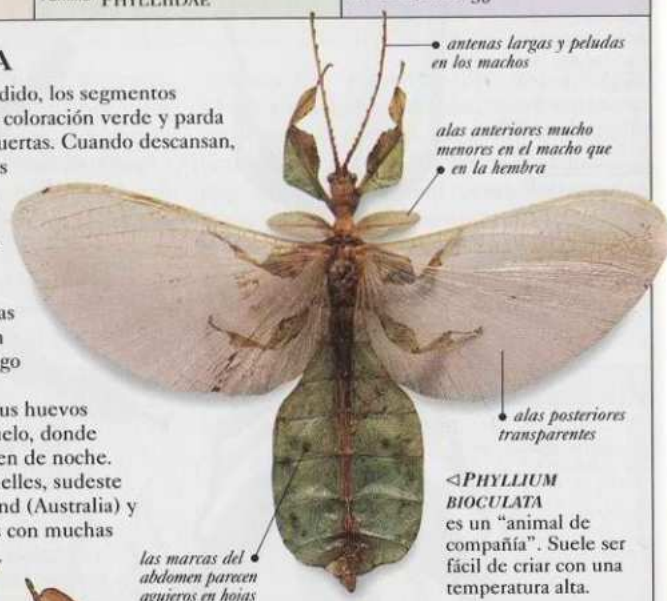 PHYLLIIDAE
A
dido, los segmentos
coloración verde y parda
uertas. Cuando descansan,
s
as
n
go
us huevos
elo, donde
en de noche.
elles, sudeste
nd (Australia) y
s con muchas
antenas largas y peludas
en los machos
alas anteriores mucho
menores en el macho que
en la hembra
alas posteriores
transparentes
◁PHYLLIUM
BIOCULATA
es un “animal de
compañía”. Suele ser
fácil de criar con una
temperatura alta.
las marcas del
abdomen parecen
agujeros en hojas